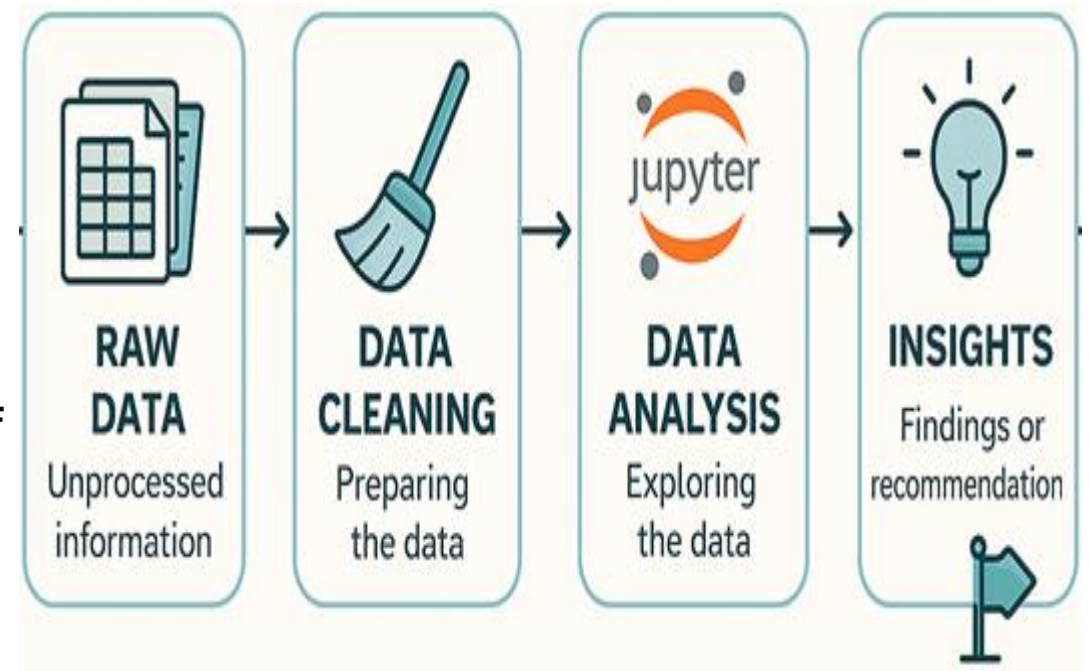 RAW
DATA
Unprocessed
information
DATA
CLEANING
Preparing
the data
jupyter
DATA
ANALYSIS
Exploring
the data
INSIGHTS
Findings or
recommendation